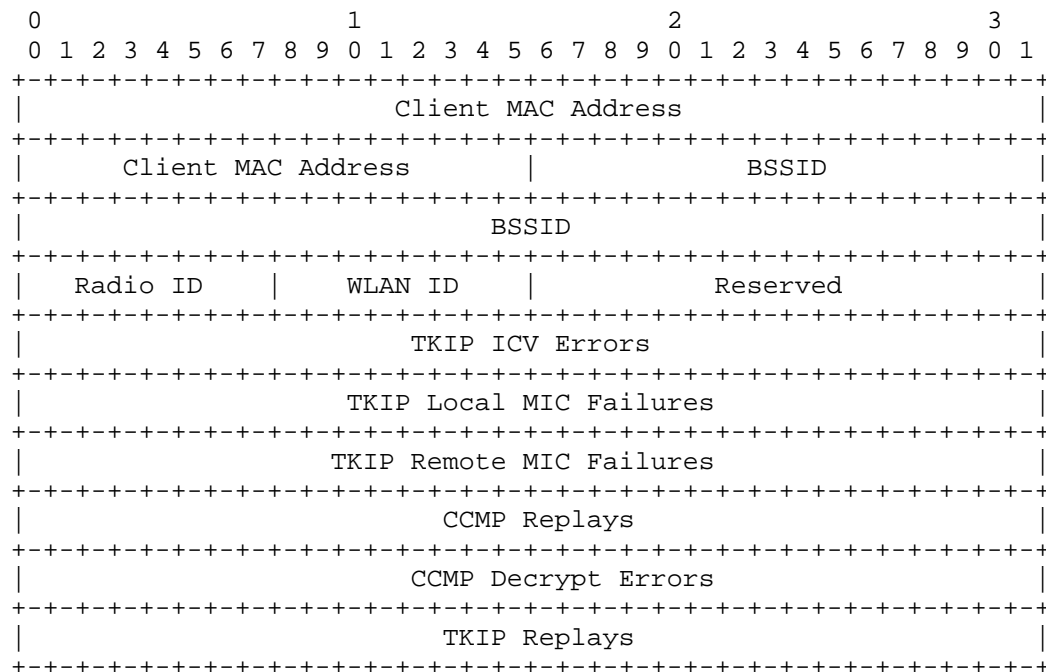 0                   1                   2                   3
 0 1 2 3 4 5 6 7 8 9 0 1 2 3 4 5 6 7 8 9 0 1 2 3 4 5 6 7 8 9 0 1
+-+-+-+-+-+-+-+-+-+-+-+-+-+-+-+-+-+-+-+-+-+-+-+-+-+-+-+-+-+-+-+-+
|                       Client MAC Address                      |
+-+-+-+-+-+-+-+-+-+-+-+-+-+-+-+-+-+-+-+-+-+-+-+-+-+-+-+-+-+-+-+-+
|      Client MAC Address       |             BSSID             |
+-+-+-+-+-+-+-+-+-+-+-+-+-+-+-+-+-+-+-+-+-+-+-+-+-+-+-+-+-+-+-+-+
|                             BSSID                             |
+-+-+-+-+-+-+-+-+-+-+-+-+-+-+-+-+-+-+-+-+-+-+-+-+-+-+-+-+-+-+-+-+
|   Radio ID    |    WLAN ID    |           Reserved            |
+-+-+-+-+-+-+-+-+-+-+-+-+-+-+-+-+-+-+-+-+-+-+-+-+-+-+-+-+-+-+-+-+
|                        TKIP ICV Errors                        |
+-+-+-+-+-+-+-+-+-+-+-+-+-+-+-+-+-+-+-+-+-+-+-+-+-+-+-+-+-+-+-+-+
|                    TKIP Local MIC Failures                    |
+-+-+-+-+-+-+-+-+-+-+-+-+-+-+-+-+-+-+-+-+-+-+-+-+-+-+-+-+-+-+-+-+
|                   TKIP Remote MIC Failures                    |
+-+-+-+-+-+-+-+-+-+-+-+-+-+-+-+-+-+-+-+-+-+-+-+-+-+-+-+-+-+-+-+-+
|                          CCMP Replays                         |
+-+-+-+-+-+-+-+-+-+-+-+-+-+-+-+-+-+-+-+-+-+-+-+-+-+-+-+-+-+-+-+-+
|                        CCMP Decrypt Errors                    |
+-+-+-+-+-+-+-+-+-+-+-+-+-+-+-+-+-+-+-+-+-+-+-+-+-+-+-+-+-+-+-+-+
|                          TKIP Replays                         |
+-+-+-+-+-+-+-+-+-+-+-+-+-+-+-+-+-+-+-+-+-+-+-+-+-+-+-+-+-+-+-+-+